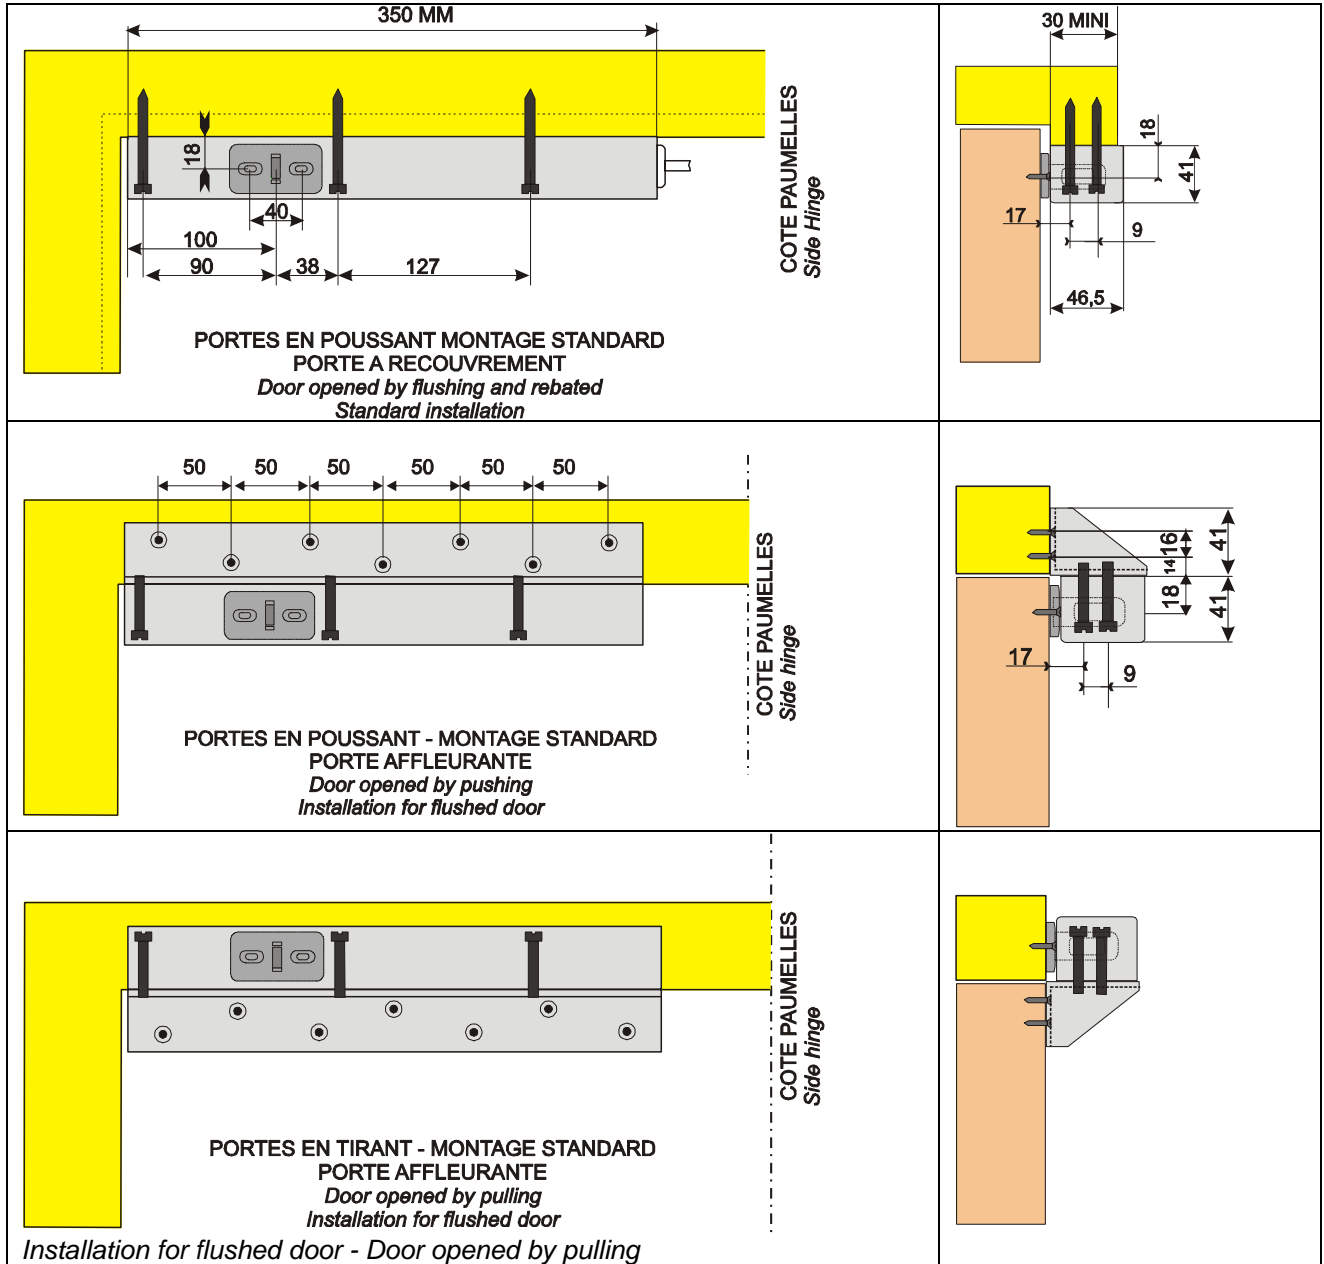 350 MM
18
40
100
90
38
127
COTE PAUMELLES
Side Hinge
PORTES EN POUSSANT MONTAGE STANDARD
PORTE A RECOUVREMENT
Door opened by flushing and rebated
Standard installation
30 MINI
18
41
17
9
46,5
50 50 50 50 50 50
COTE PAUMELLES
Side hinge
PORTES EN POUSSANT - MONTAGE STANDARD
PORTE AFFLEURANTE
Door opened by pushing
Installation for flushed door
16
41
14
18
41
17
9
COTE PAUMELLES
Side hinge
PORTES EN TIRANT - MONTAGE STANDARD
PORTE AFFLEURANTE
Door opened by pulling
Installation for flushed door
Installation for flushed door - Door opened by pulling